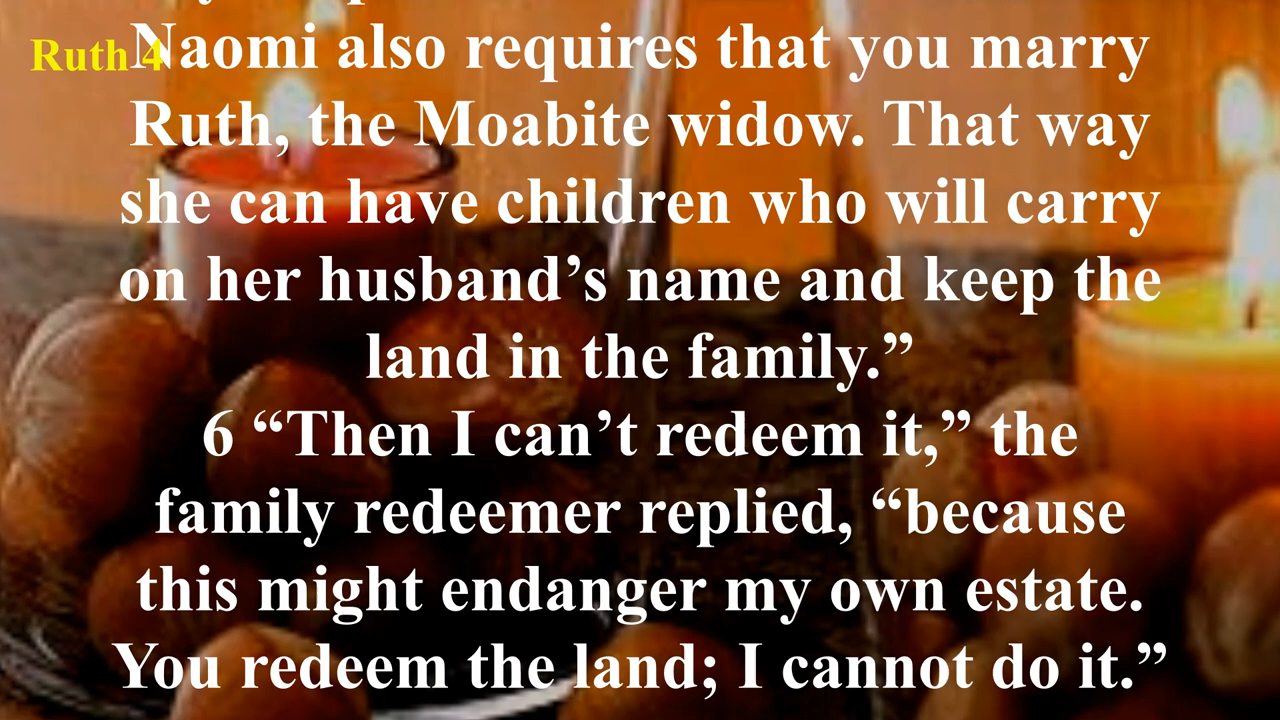 Ruth 4
Naomi also requires that you marry
Ruth, the Moabite widow. That way
she can have children who will carry
on her husband’s name and keep the
land in the family.”
6 “Then I can’t redeem it,” the
family redeemer replied, “because
this might endanger my own estate.
You redeem the land; I cannot do it.”